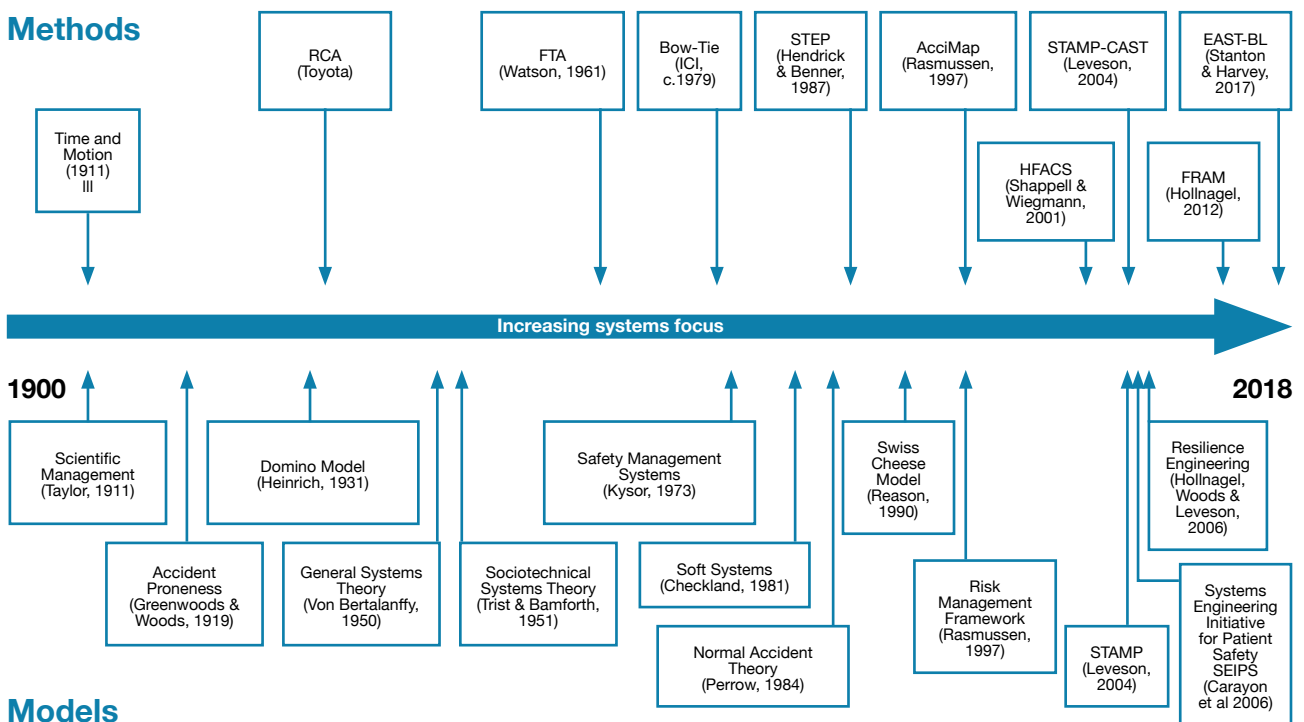 Methods
RCA
(Toyota)
FTA
(Watson, 1961)
Bow-Tie
(ICI,
c.1979)
STEP
(Hendrick
& Benner,
1987)
AcciMap
(Rasmussen,
1997)
STAMP-CAST
(Leveson,
2004)
EAST-BL
(Stanton
& Harvey,
2017)
Time and
Motion
(1911)
III
HFACS
(Shappell &
Wiegmann,
2001)
FRAM
(Hollnagel,
2012)
Increasing systems focus
1900
2018
Scientific
Management
(Taylor, 1911)
Domino Model
(Heinrich, 1931)
Safety Management
Systems
(Kysor, 1973)
Swiss
Cheese
Model
(Reason,
1990)
Resilience
Engineering
(Hollnagel,
Woods &
Leveson,
2006)
Accident
Proneness
(Greenwoods &
Woods, 1919)
General Systems
Theory
(Von Bertalanffy,
1950)
Sociotechnical
Systems Theory
(Trist & Bamforth,
1951)
Soft Systems
(Checkland, 1981)
Normal Accident
Theory
(Perrow, 1984)
Risk
Management
Framework
(Rasmussen,
1997)
STAMP
(Leveson,
2004)
Systems
Engineering
Initiative
for Patient
Safety
SEIPS
(Carayon
et al 2006)
Models